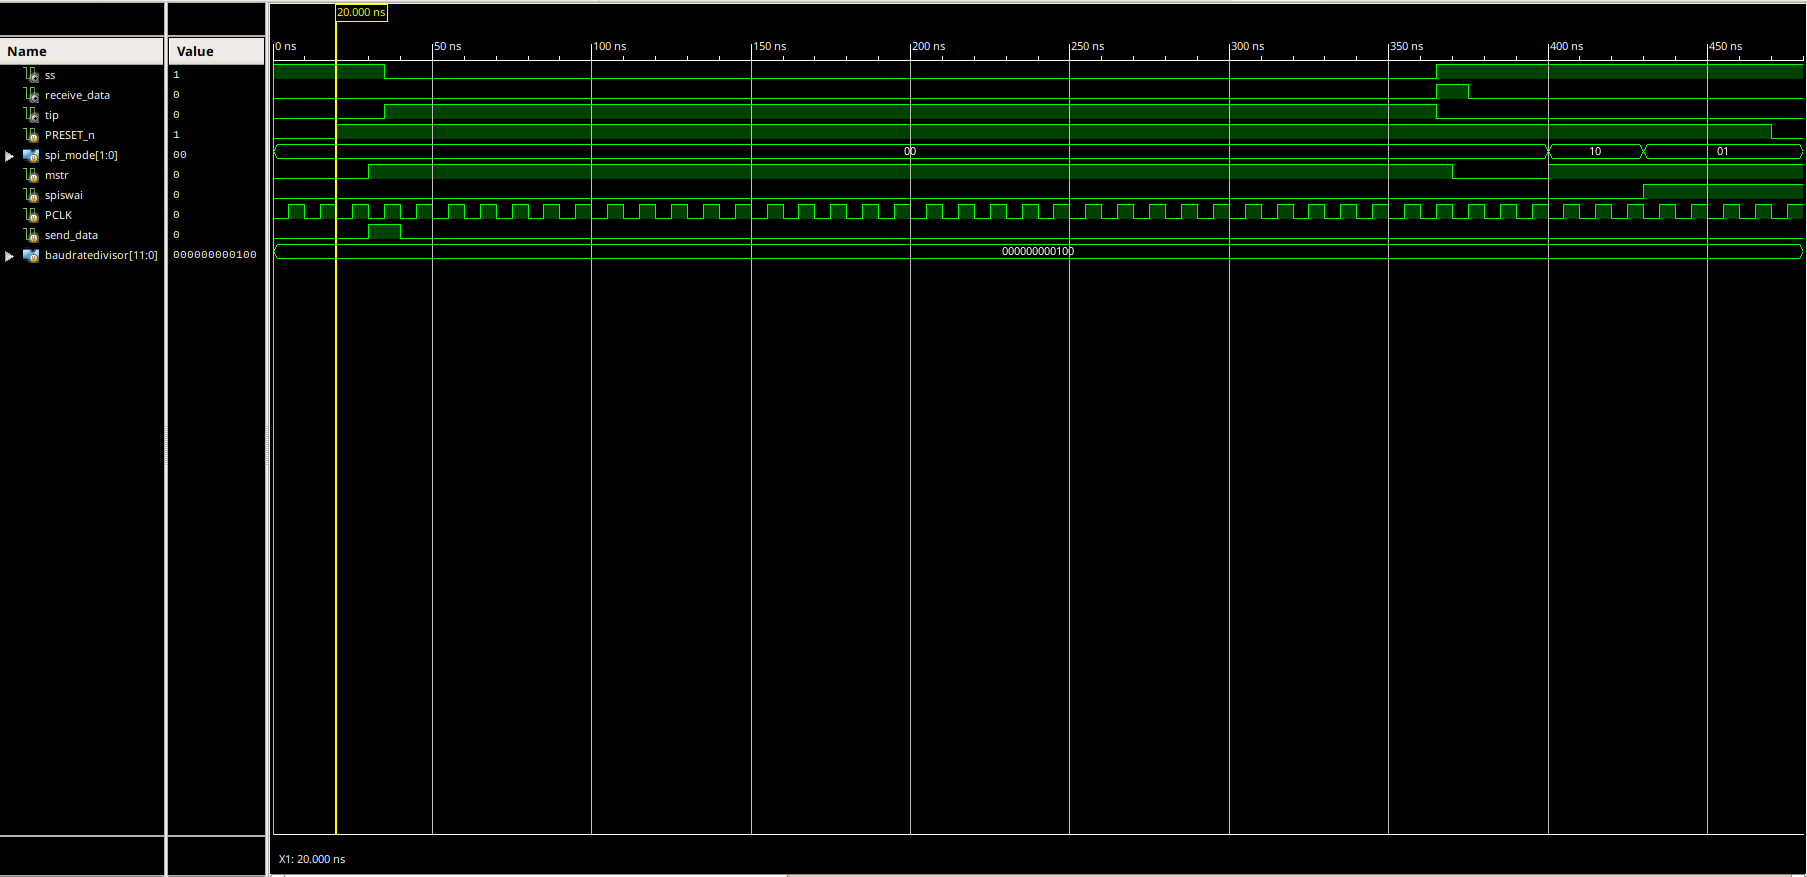 20.000 ns
Name Value
0 ns 50 ns 100 ns 150 ns 200 ns 250 ns 300 ns 350 ns 400 ns 450 ns
ss 1
receive_data 0
tip 0
PRESET_n 1
spi_mode[1:0] 00 00 10 01
mstr 0
spiswai 0
PCLK 0
send_data 0
baudratedivisor[11:0] 000000000100 000000000100
X1: 20.000 ns